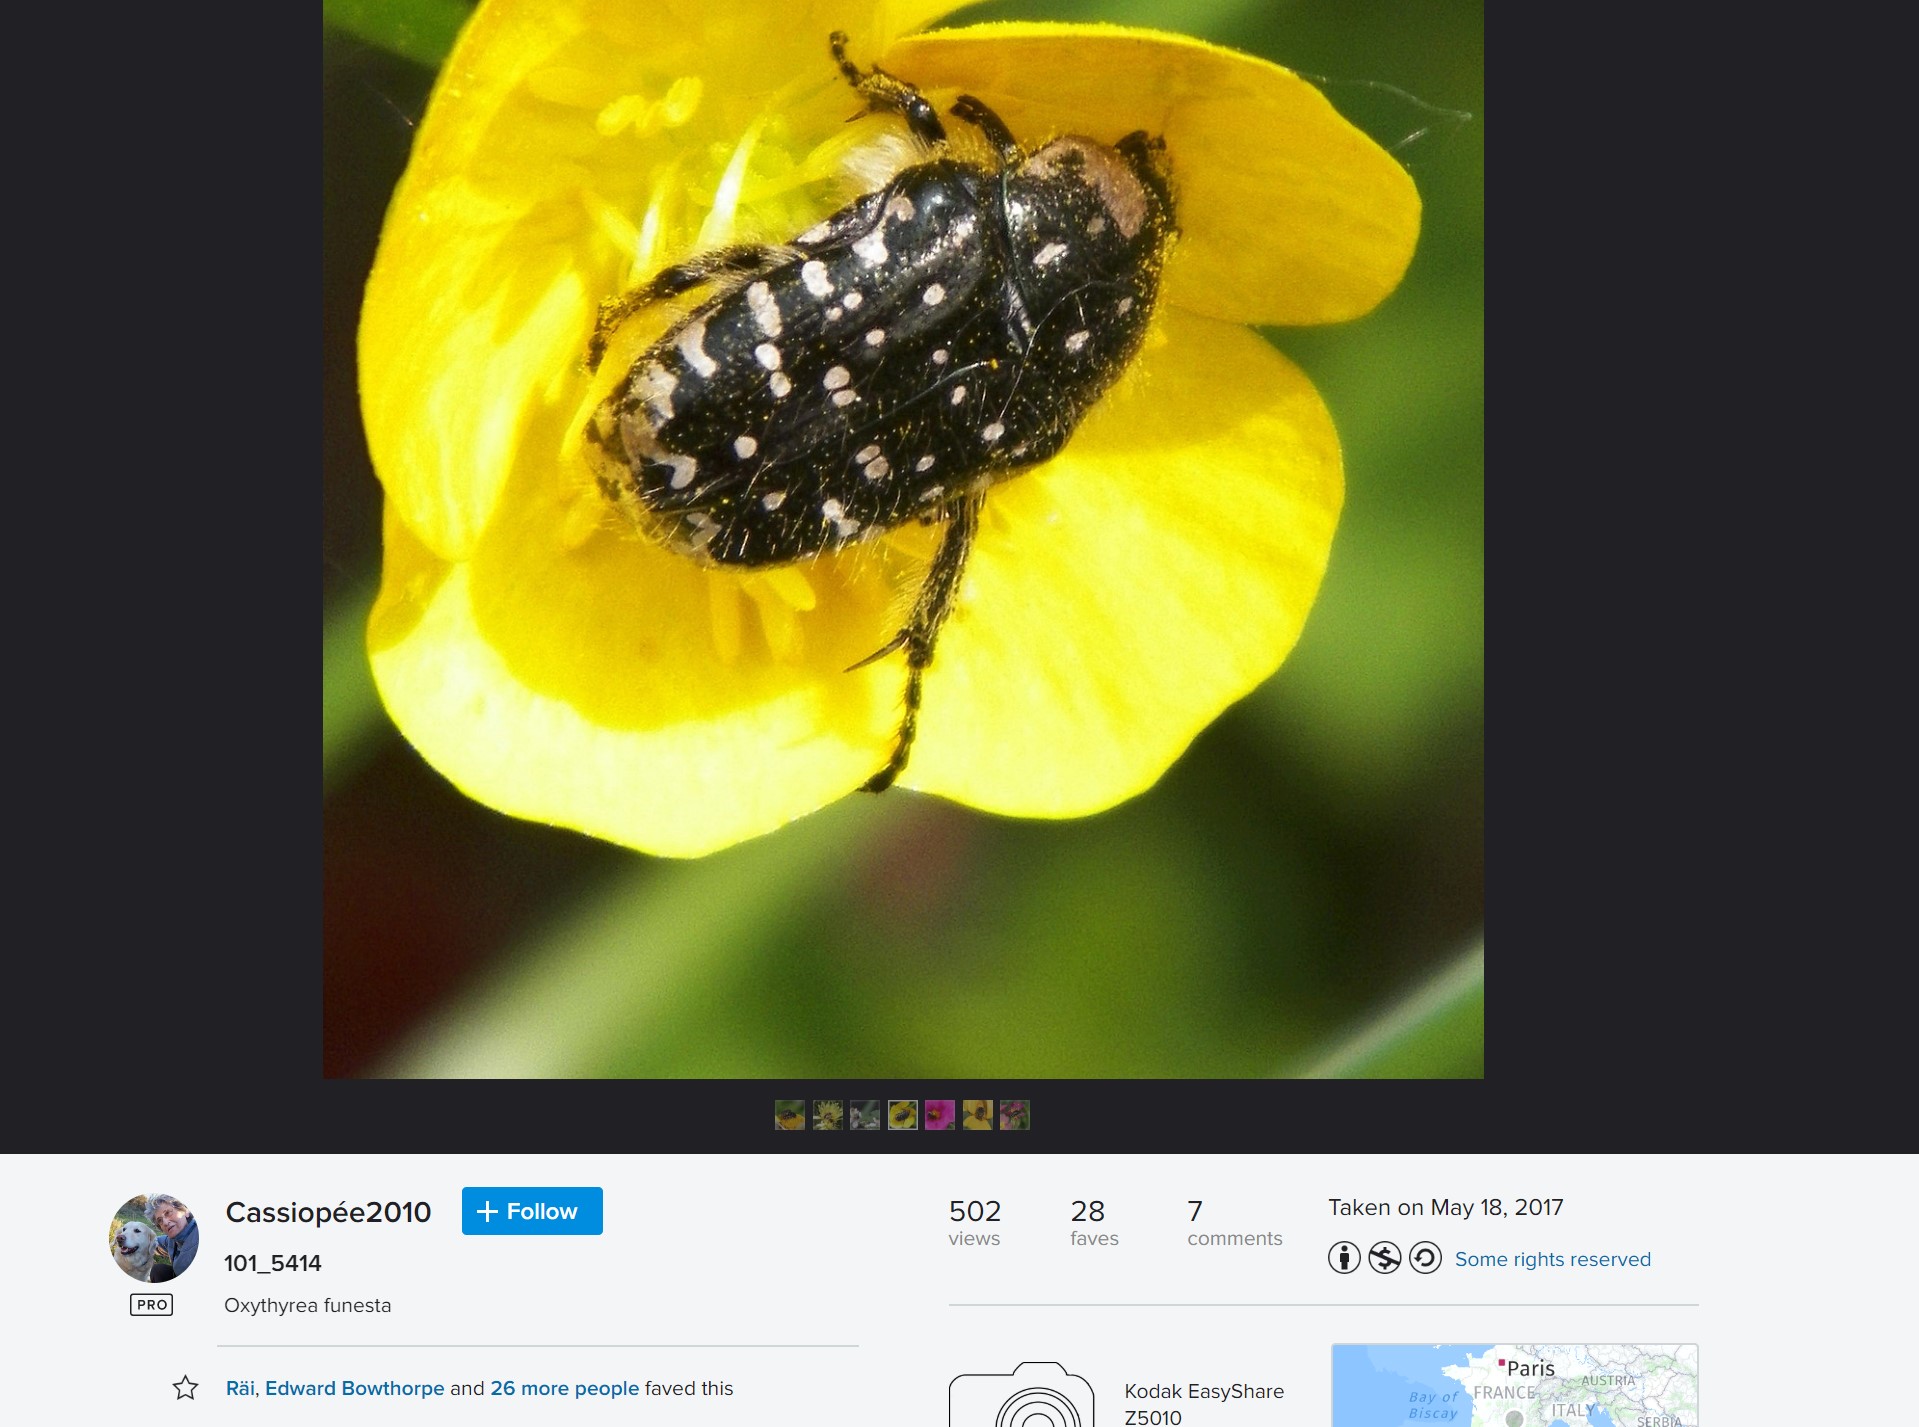 Cassiopée2010
Follow
502
views
28
faves
7
comments
Taken on May 18, 2017
Some rights reserved
101_5414
PRO
Oxythyrea funesta
Räi, Edward Bowthorpe and 26 more people faved this
Kodak EasyShare
Z5010
Paris
FRANCE
AUSTRIA
Bay of
Biscay
ITALY
SERBIA